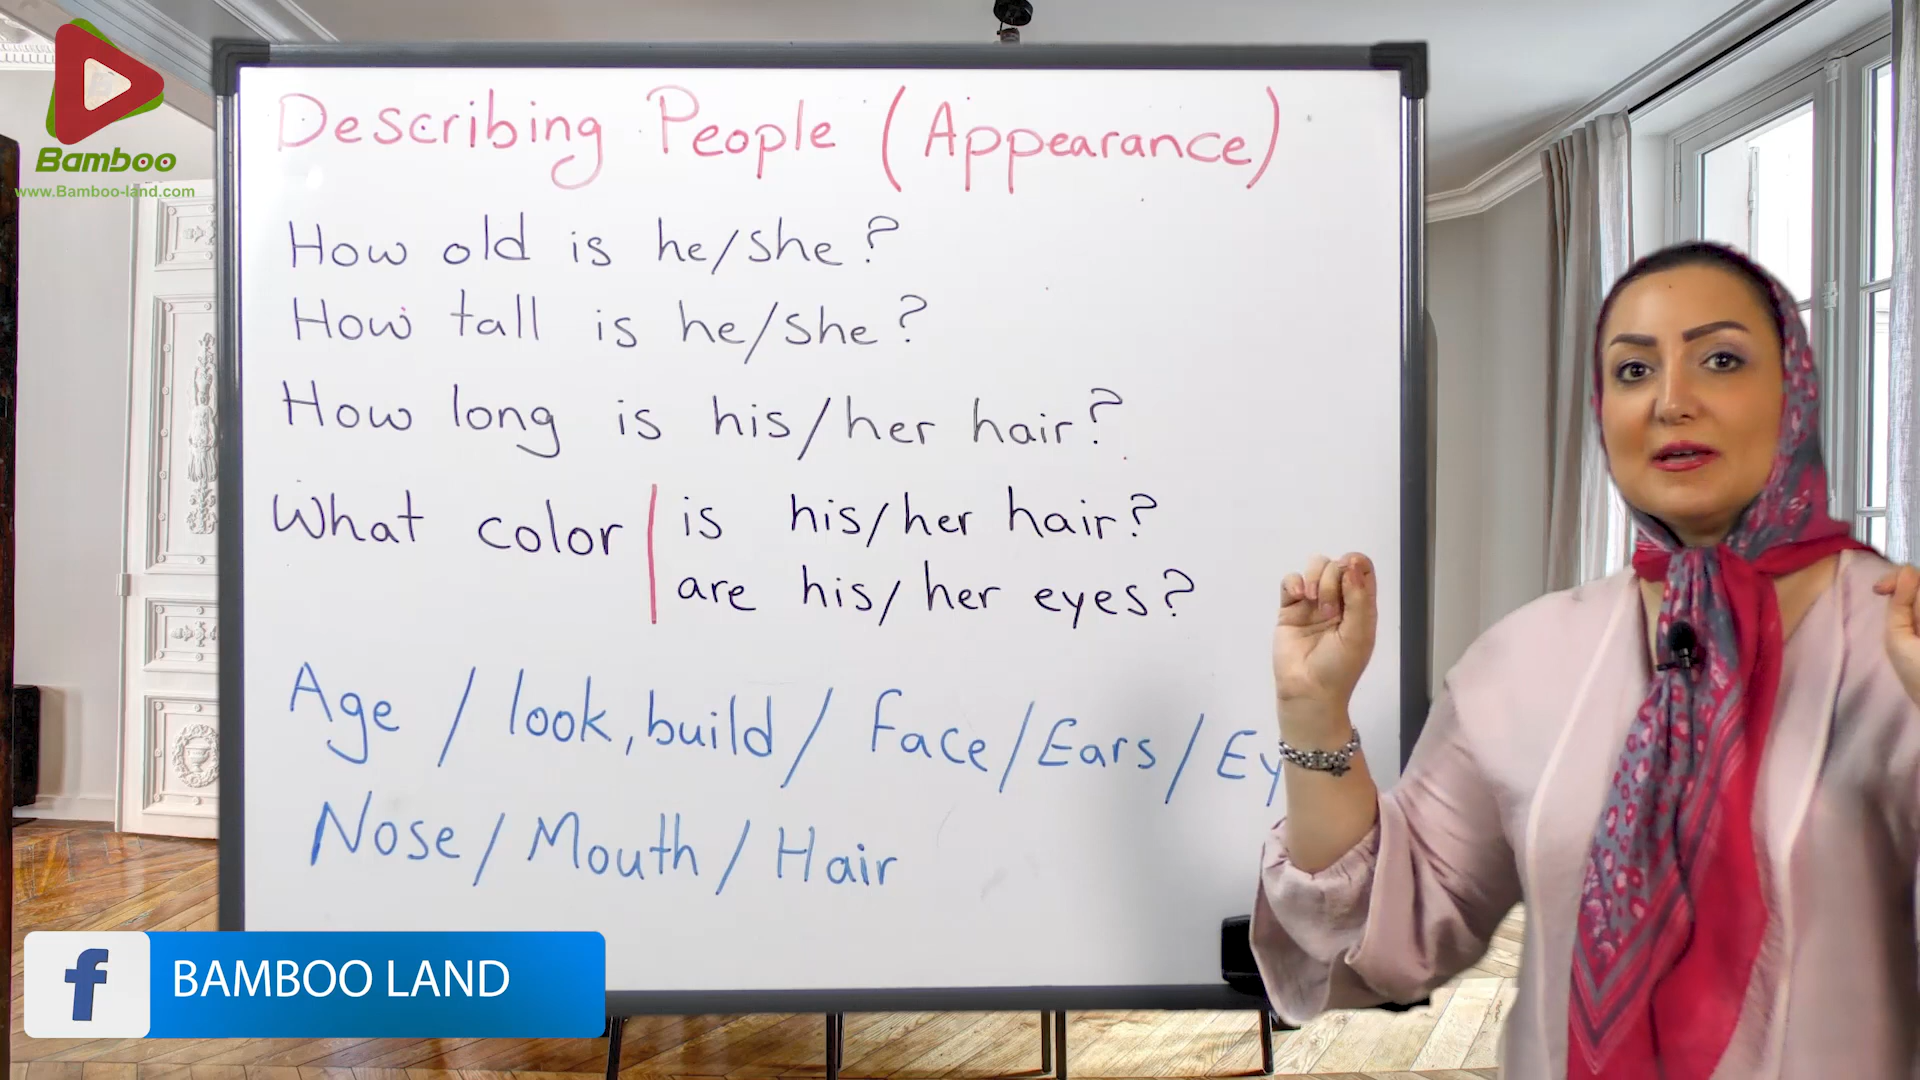 Bamboo
www.Bamboo-land.com
Describing People (Appearance)
How old is he/she?
How tall is he/she?
How long is his/her hair?
What color is his/her hair?
are his/her eyes?
Age / look, build / Face / Ears / Ey
Nose / Mouth / Hair
f BAMBOO LAND